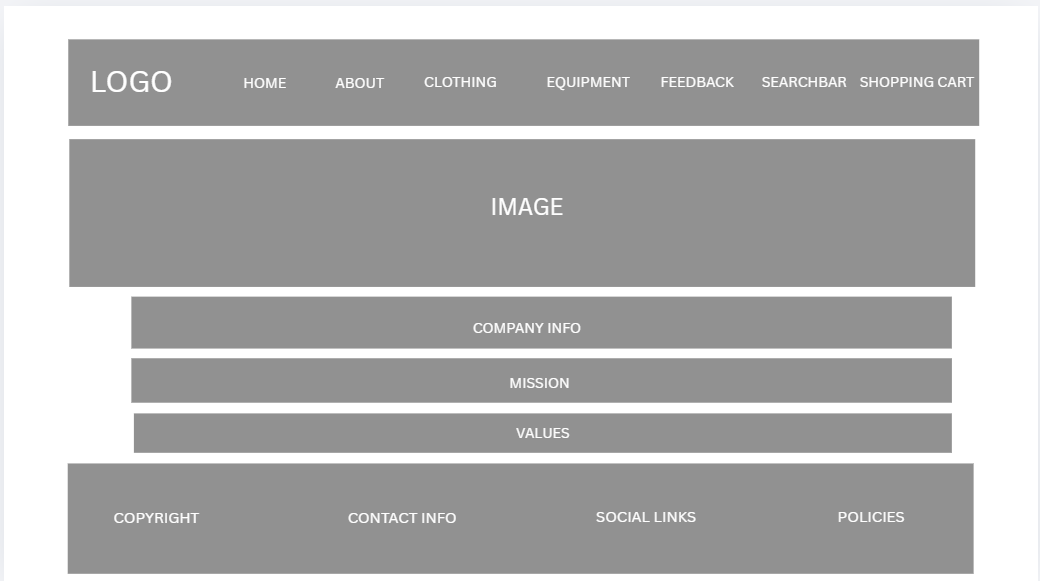 LOGO HOME ABOUT CLOTHING EQUIPMENT FEEDBACK SEARCHBAR SHOPPING CART
IMAGE
COMPANY INFO
MISSION
VALUES
COPYRIGHT CONTACT INFO SOCIAL LINKS POLICIES